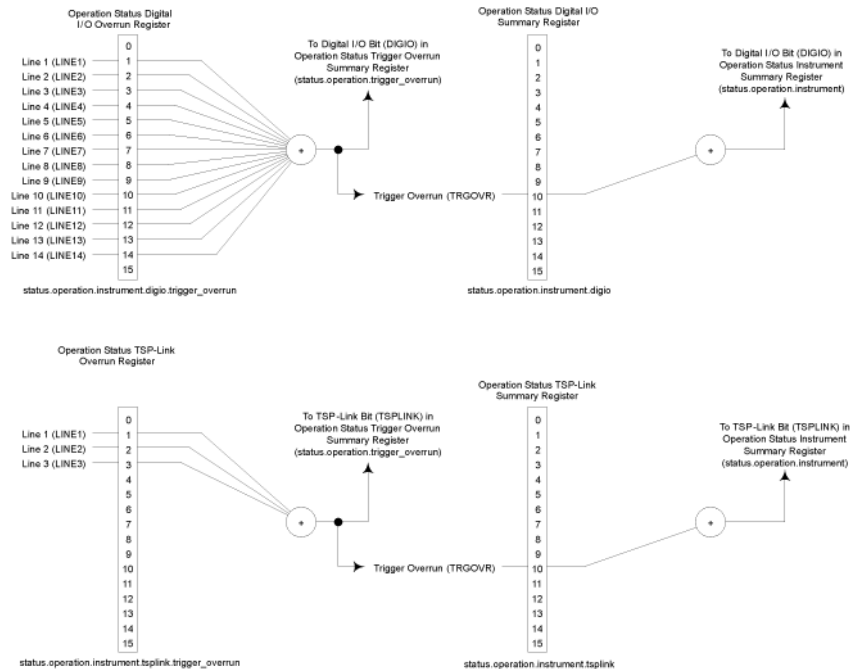 Operation Status Digital
I/O Overrun Register
0
Line 1 (LINE1) 1
Line 2 (LINE2) 2
Line 3 (LINE3) 3
Line 4 (LINE4) 4
Line 5 (LINE5) 5
Line 6 (LINE6) 6
Line 7 (LINE7) 7
Line 8 (LINE8) 8
Line 9 (LINE9) 9
Line 10 (LINE10) 10
Line 11 (LINE11) 11
Line 12 (LINE12) 12
Line 13 (LINE13) 13
Line 14 (LINE14) 14
15
status.operation.instrument.digio.trigger_overrun
To Digital I/O Bit (DIGIO) in
Operation Status Trigger Overrun
Summary Register
(status.operation.trigger_overrun)
+
Trigger Overrun (TRGOVR)
Operation Status Digital I/O
Summary Register
0
1
2
3
4
5
6
7
8
9
10
11
12
13
14
15
status.operation.instrument.digio
+
To Digital I/O Bit (DIGIO) in
Operation Status Instrument
Summary Register
(status.operation.instrument)
Operation Status TSP-Link
Overrun Register
0
Line 1 (LINE1) 1
Line 2 (LINE2) 2
Line 3 (LINE3) 3
4
5
6
7
8
9
10
11
12
13
14
15
status.operation.instrument.tsplink.trigger_overrun
To TSP-Link Bit (TSPLINK) in
Operation Status Trigger Overrun
Summary Register
(status.operation.trigger_overrun)
+
Trigger Overrun (TRGOVR)
Operation Status TSP-Link
Summary Register
0
1
2
3
4
5
6
7
8
9
10
11
12
13
14
15
status.operation.instrument.tsplink
+
To TSP-Link Bit (TSPLINK) in
Operation Status Instrument
Summary Register
(status.operation.instrument)